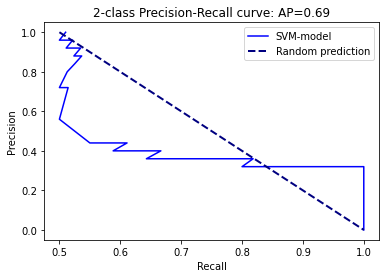 2-class Precision-Recall curve: AP=0.69
1.0
0.8
0.6
0.4
0.2
0.0
Precision
SVM-model
Random prediction
0.5
0.6
0.7
0.8
0.9
1.0
Recall